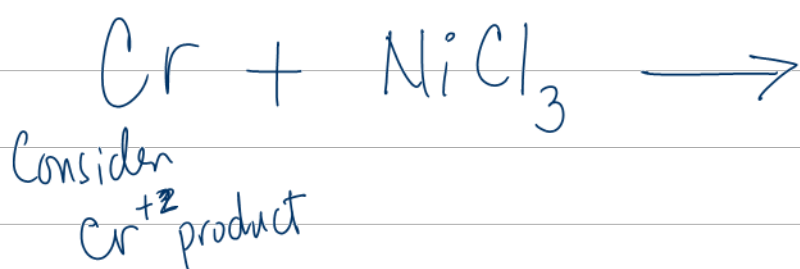 Cr + NiCl₃ ⟶
Consider
Cr⁺² product